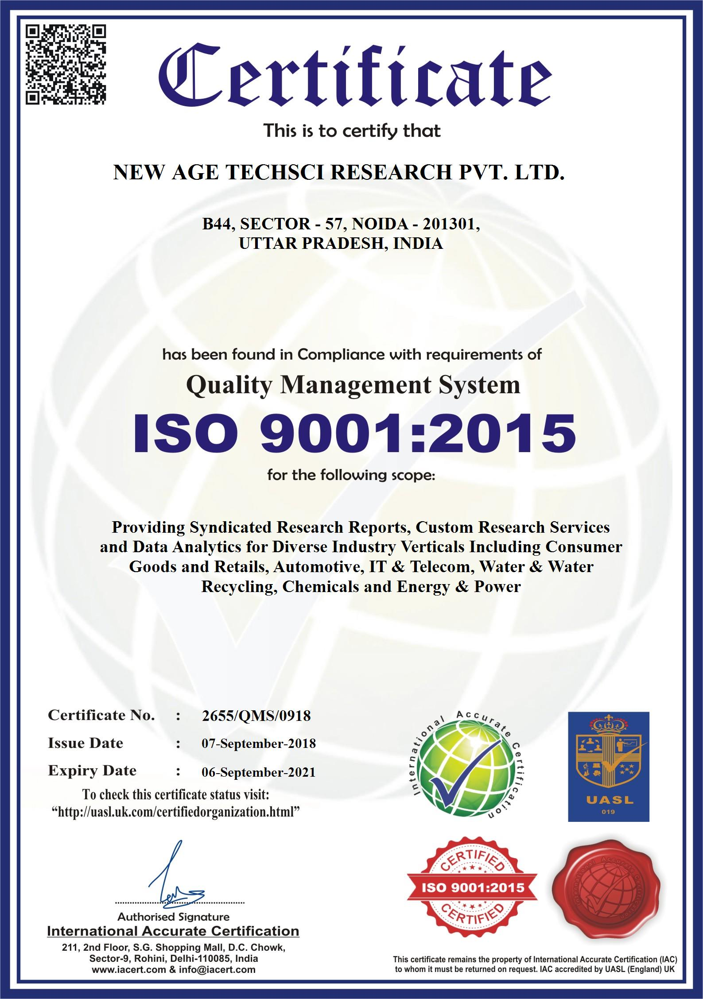 Certificate
This is to certify that
NEW AGE TECHSCI RESEARCH PVT. LTD.
B44, SECTOR - 57, NOIDA - 201301,
UTTAR PRADESH, INDIA
has been found in Compliance with requirements of
Quality Management System
ISO 9001:2015
for the following scope:
Providing Syndicated Research Reports, Custom Research Services
and Data Analytics for Diverse Industry Verticals Including Consumer
Goods and Retails, Automotive, IT & Telecom, Water & Water
Recycling, Chemicals and Energy & Power
Certificate No. : 2655/QMS/0918
Issue Date : 07-September-2018
Expiry Date : 06-September-2021
To check this certificate status visit:
“http://uasl.uk.com/certifiedorganization.html”
International Accurate Certification
UASL
019
Authorised Signature
International Accurate Certification
211, 2nd Floor, S.G. Shopping Mall, D.C. Chowk,
Sector-9, Rohini, Delhi-110085, India
www.iacert.com & info@iacert.com
CERTIFIED
ISO 9001:2015
CERTIFIED
International Accurate Certification
This certificate remains the property of International Accurate Certification (IAC)
to whom it must be returned on request. IAC accredited by UASL (England) UK